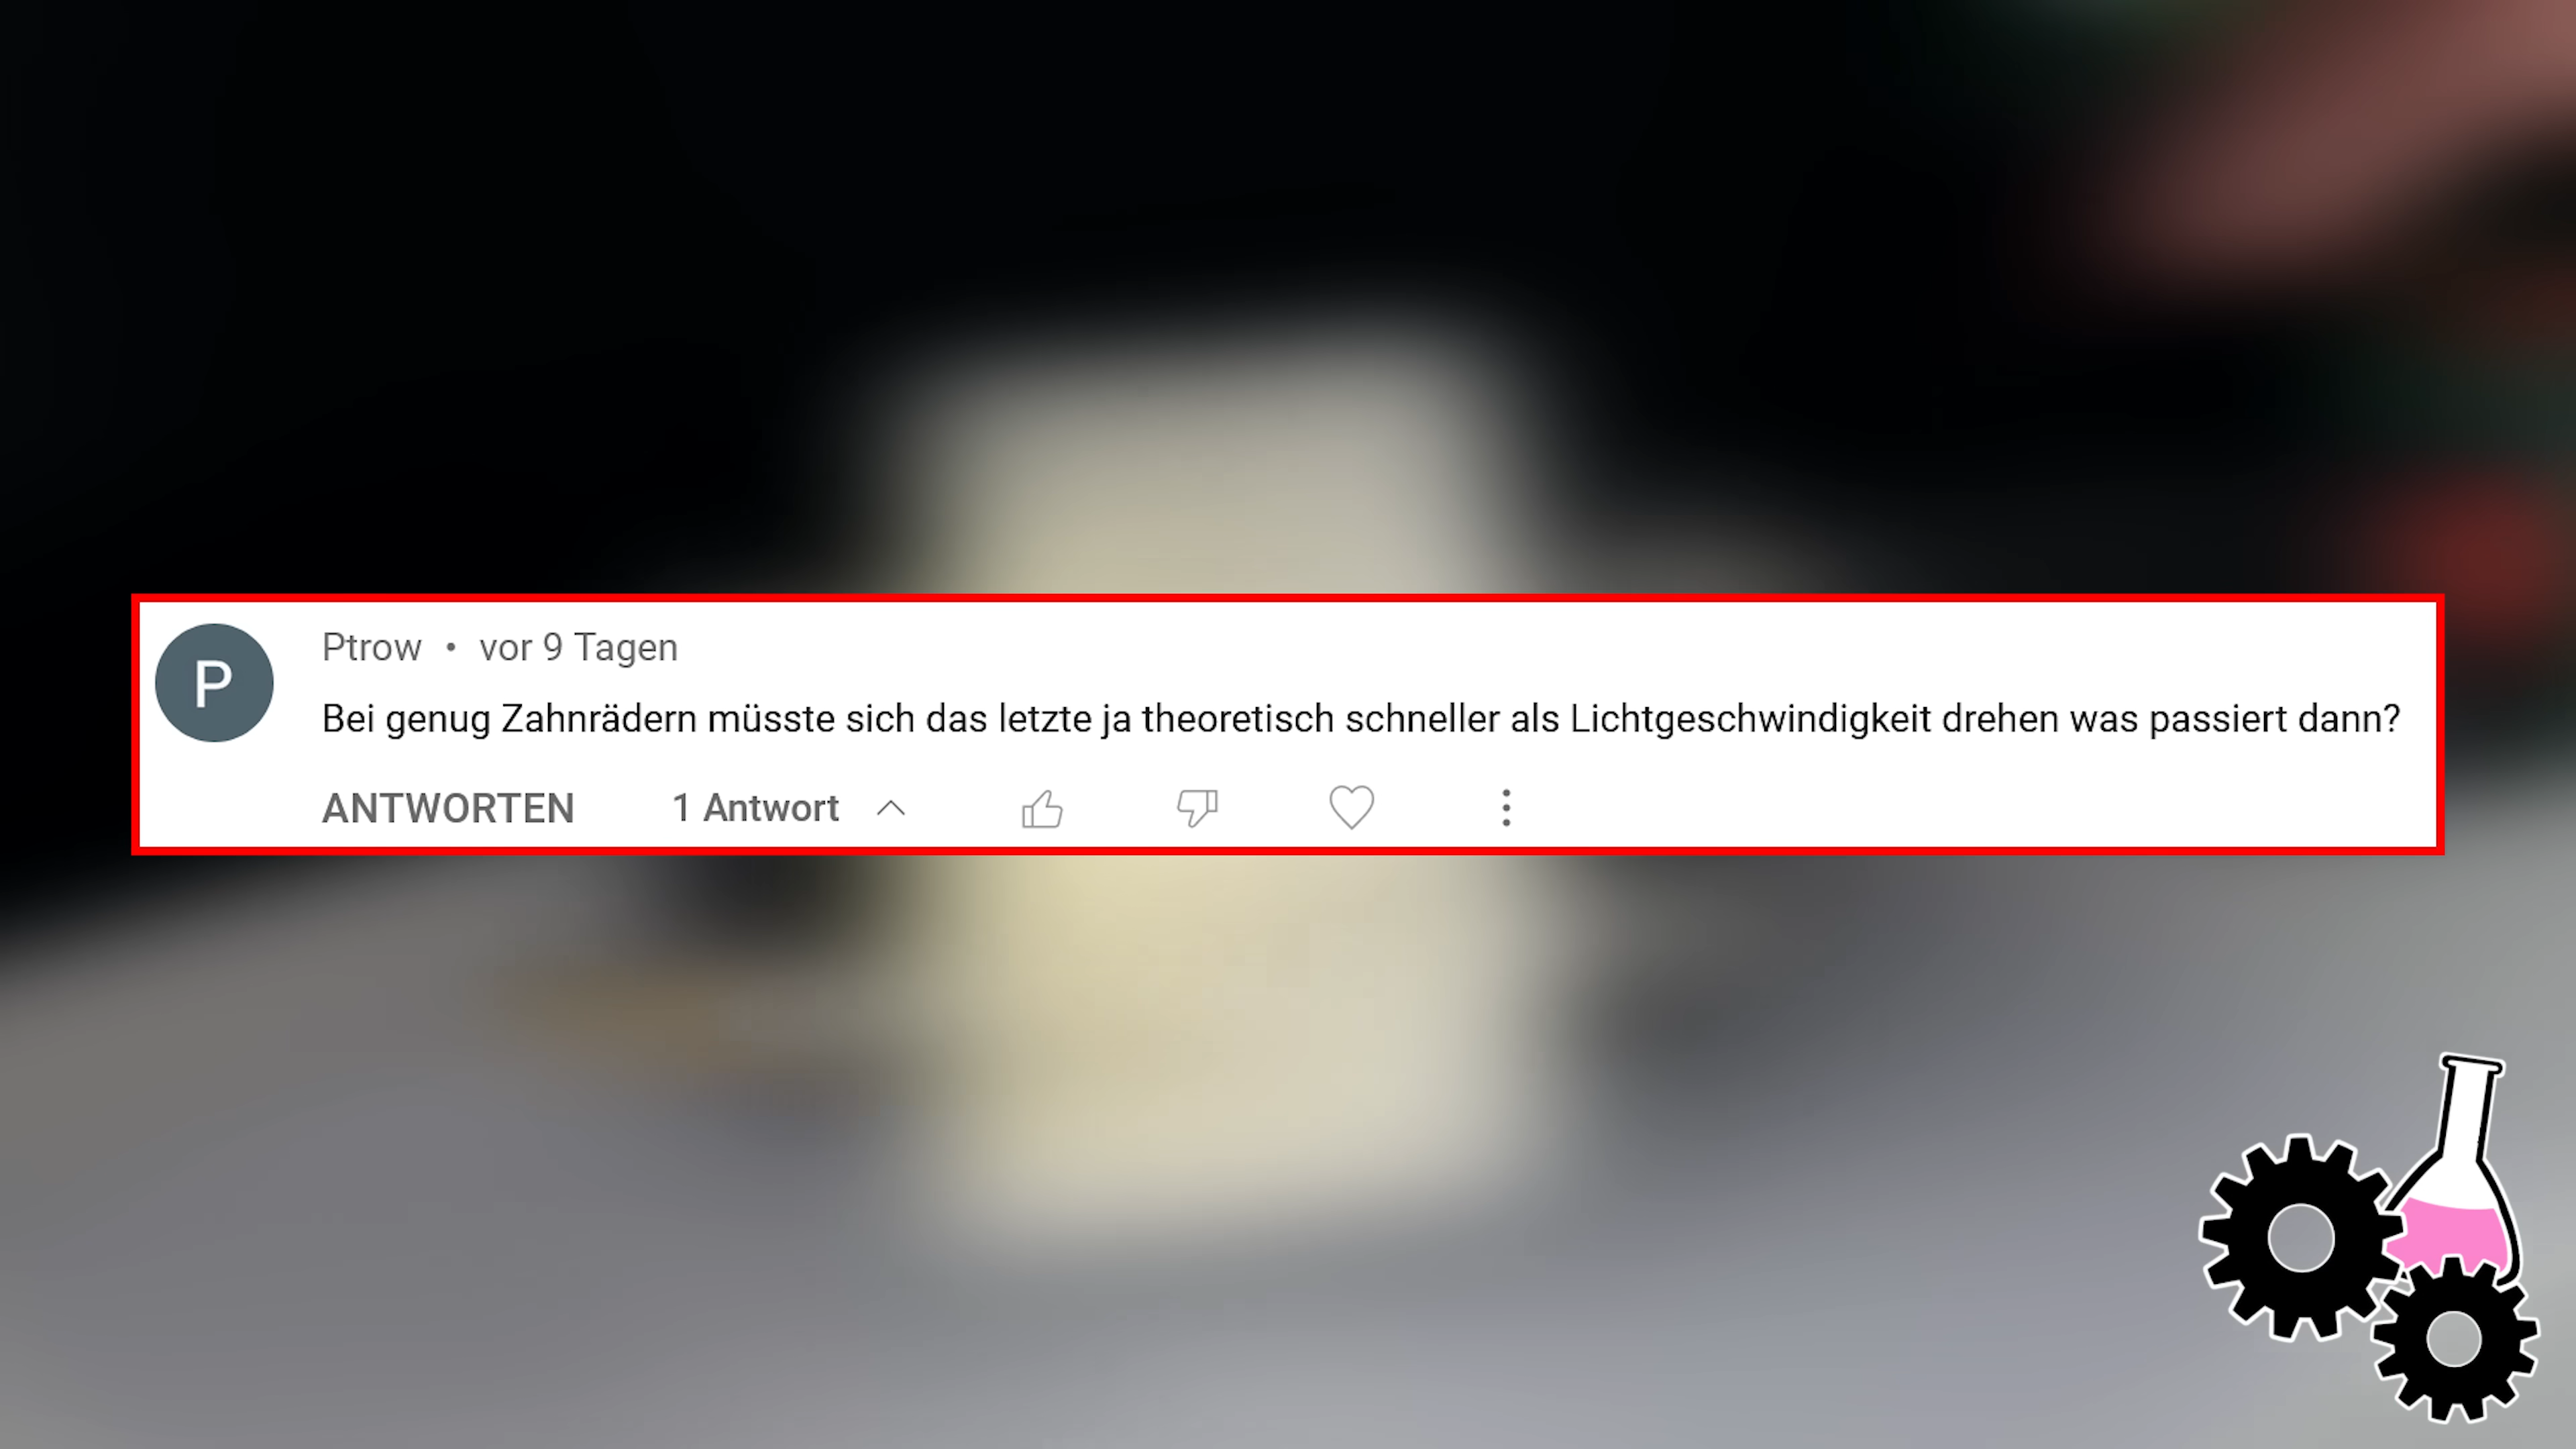 P
Ptrow • vor 9 Tagen
Bei genug Zahnrädern müsste sich das letzte ja theoretisch schneller als Lichtgeschwindigkeit drehen was passiert dann?
ANTWORTEN 1 Antwort